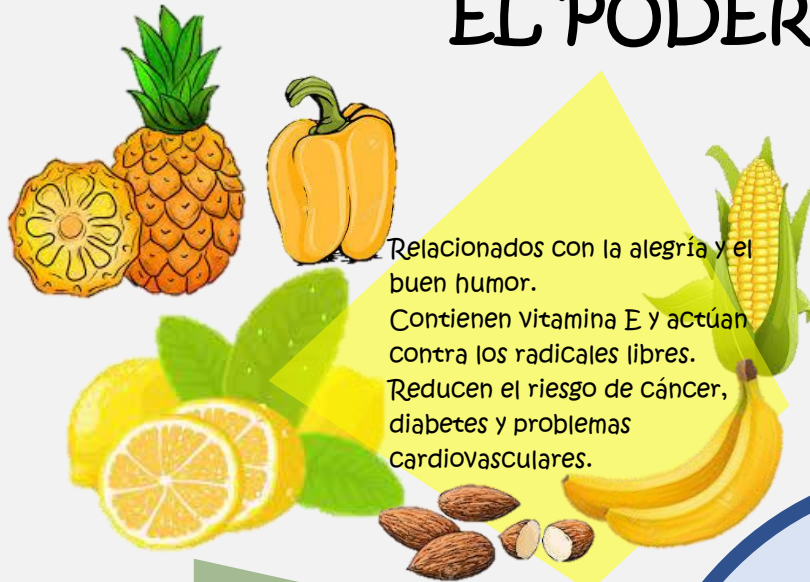 EL PODER
Relacionados con la alegría y el
buen humor.
Contienen vitamina E y actúan
contra los radicales libres.
Reducen el riesgo de cáncer,
diabetes y problemas
cardiovasculares.